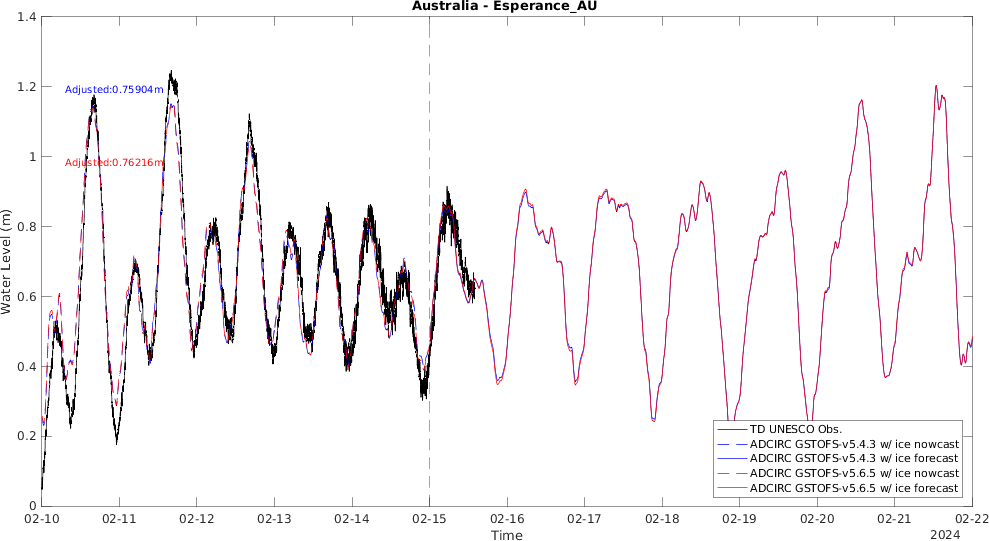 Australia - Esperance_AU
1.4
1.2
1
0.8
0.6
0.4
0.2
0
Water Level (m)
Adjusted:0.75904m
Adjusted:0.76216m
TD UNESCO Obs.
ADCIRC GSTOFS-v5.4.3 w/ ice nowcast
ADCIRC GSTOFS-v5.4.3 w/ ice forecast
ADCIRC GSTOFS-v5.6.5 w/ ice nowcast
ADCIRC GSTOFS-v5.6.5 w/ ice forecast
02-10 02-11 02-12 02-13 02-14 02-15 02-16 02-17 02-18 02-19 02-20 02-21 02-22
Time
2024